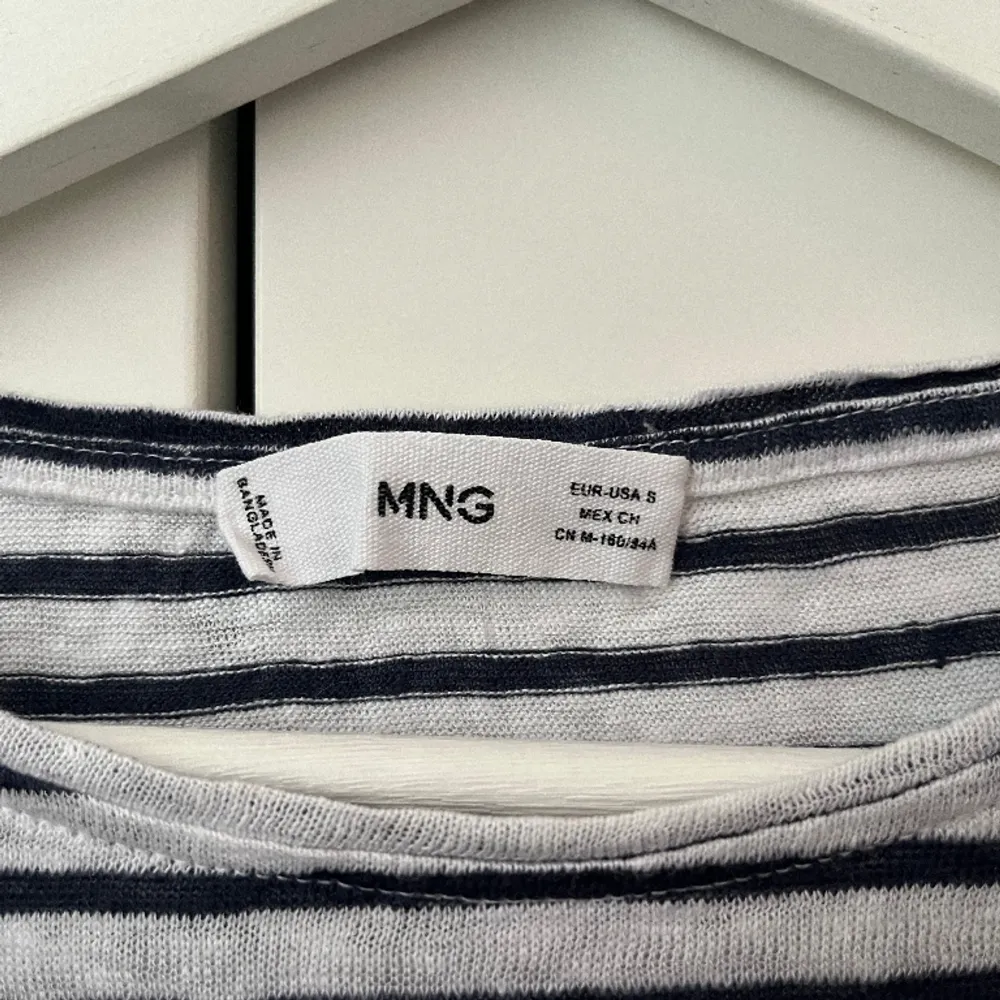 MADE IN
BANGLADESH
MNG
EUR-USA S
MEX CH
CN M-160/84A